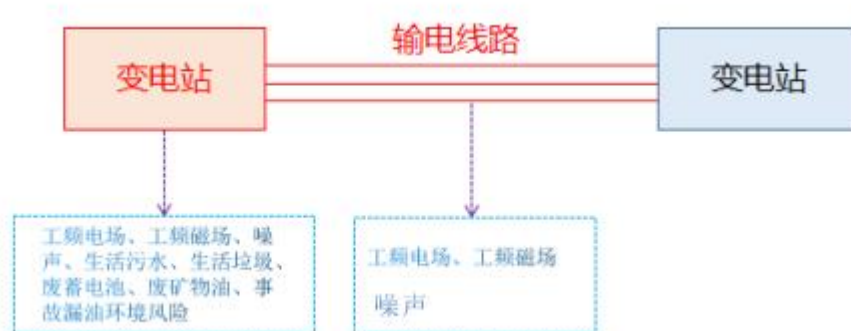 输电线路
变电站
变电站
工频电场、工频磁场、噪
声、生活污水、生活垃圾、
废蓄电池、废矿物油、事
故漏油环境风险
工频电场、工频磁场
噪声